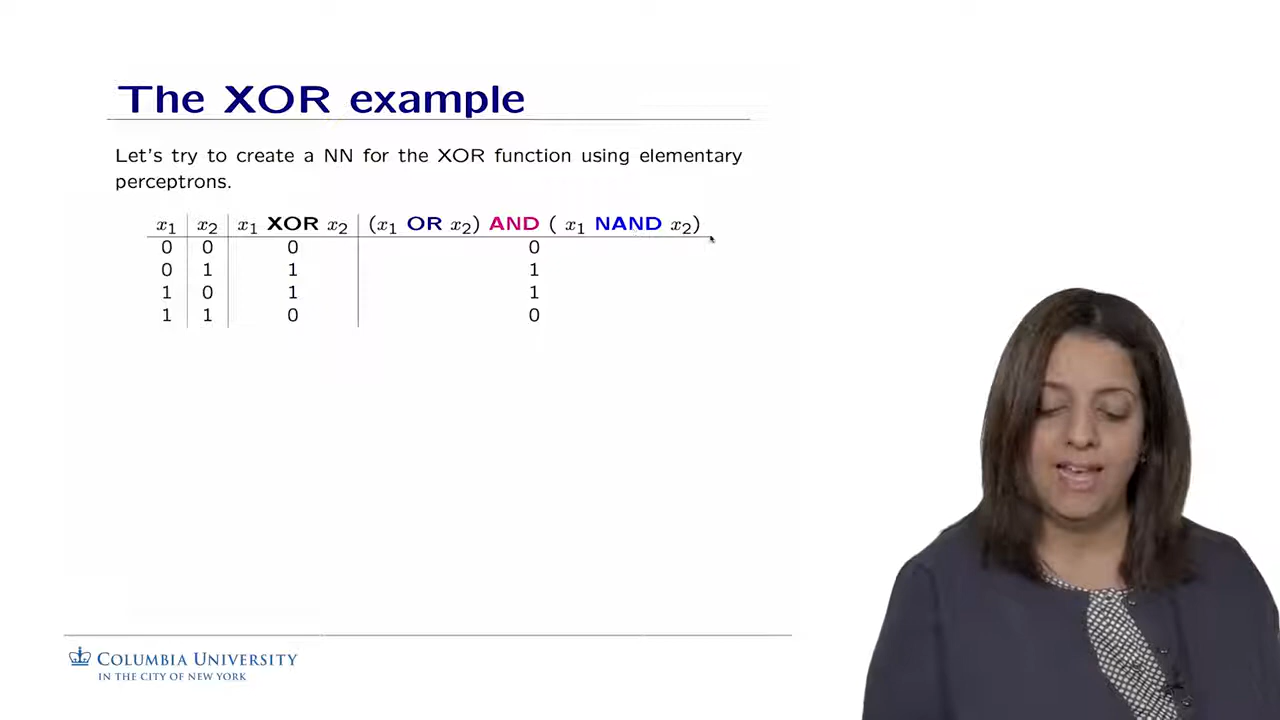 The XOR example
Let's try to create a NN for the XOR function using elementary
perceptrons.
x₁ x₂ x₁ XOR x₂ (x₁ OR x₂) AND ( x₁ NAND x₂)
0 0 0 0
0 1 1 1
1 0 1 1
1 1 0 0
COLUMBIA UNIVERSITY
IN THE CITY OF NEW YORK